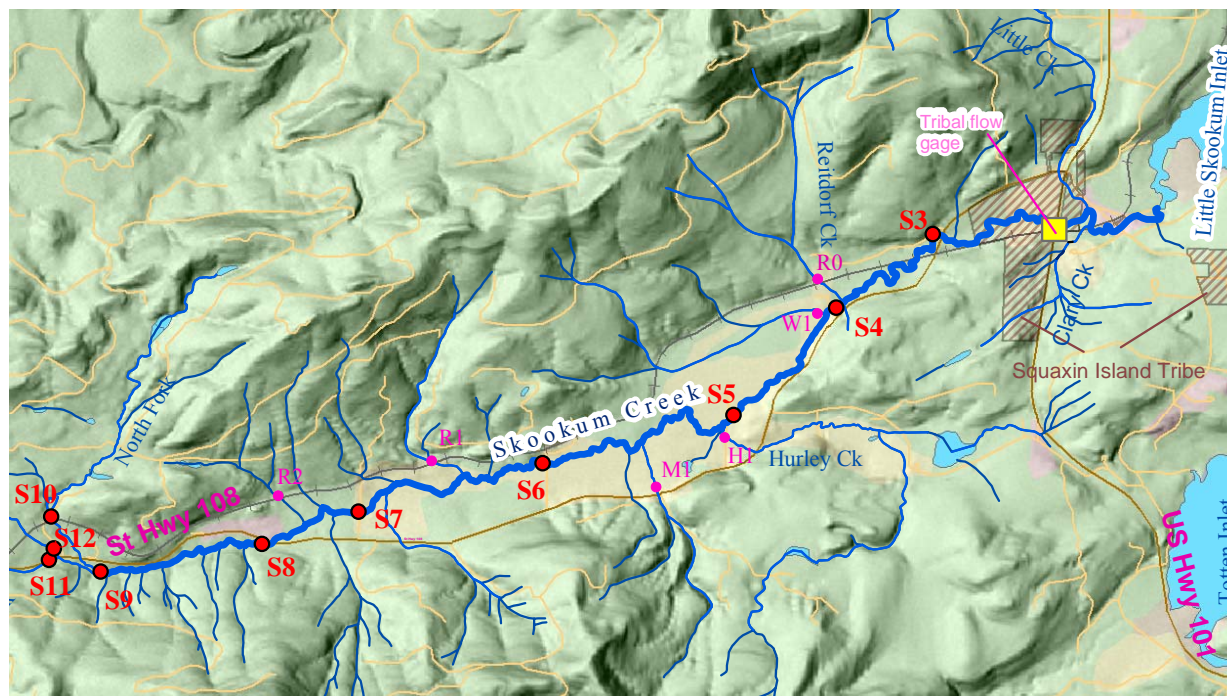 Little Ck
Little Skookum Inlet
Tribal flow
gage
Reitdorf Ck
S3
R0
W1
S4
Clary Ck
Squaxin Island Tribe
S5
Skookum Creek
R1
S6
H1
Hurley Ck
M1
North Fork
R2
S10
St Hwy 108
S7
S12
S11
S8
S9
US Hwy 101
Totten Inlet